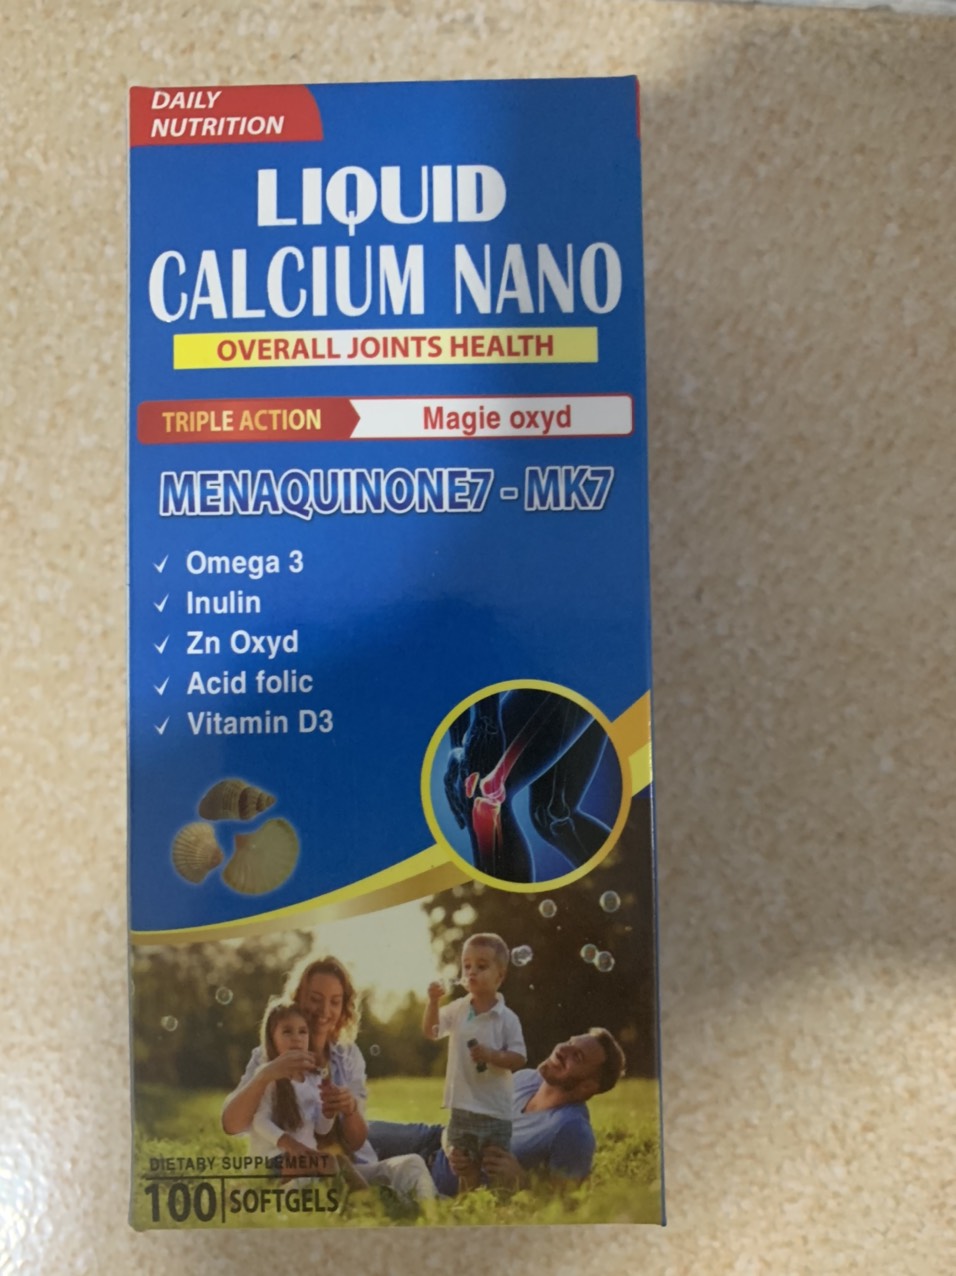 DAILY
NUTRITION
LIQUID
CALCIUM NANO
OVERALL JOINTS HEALTH
TRIPLE ACTION Magie oxyd
MENAQUINONE7 - MK7
✓ Omega 3
✓ Inulin
✓ Zn Oxyd
✓ Acid folic
✓ Vitamin D3
DIETARY SUPPLEMENT
100 SOFTGELS